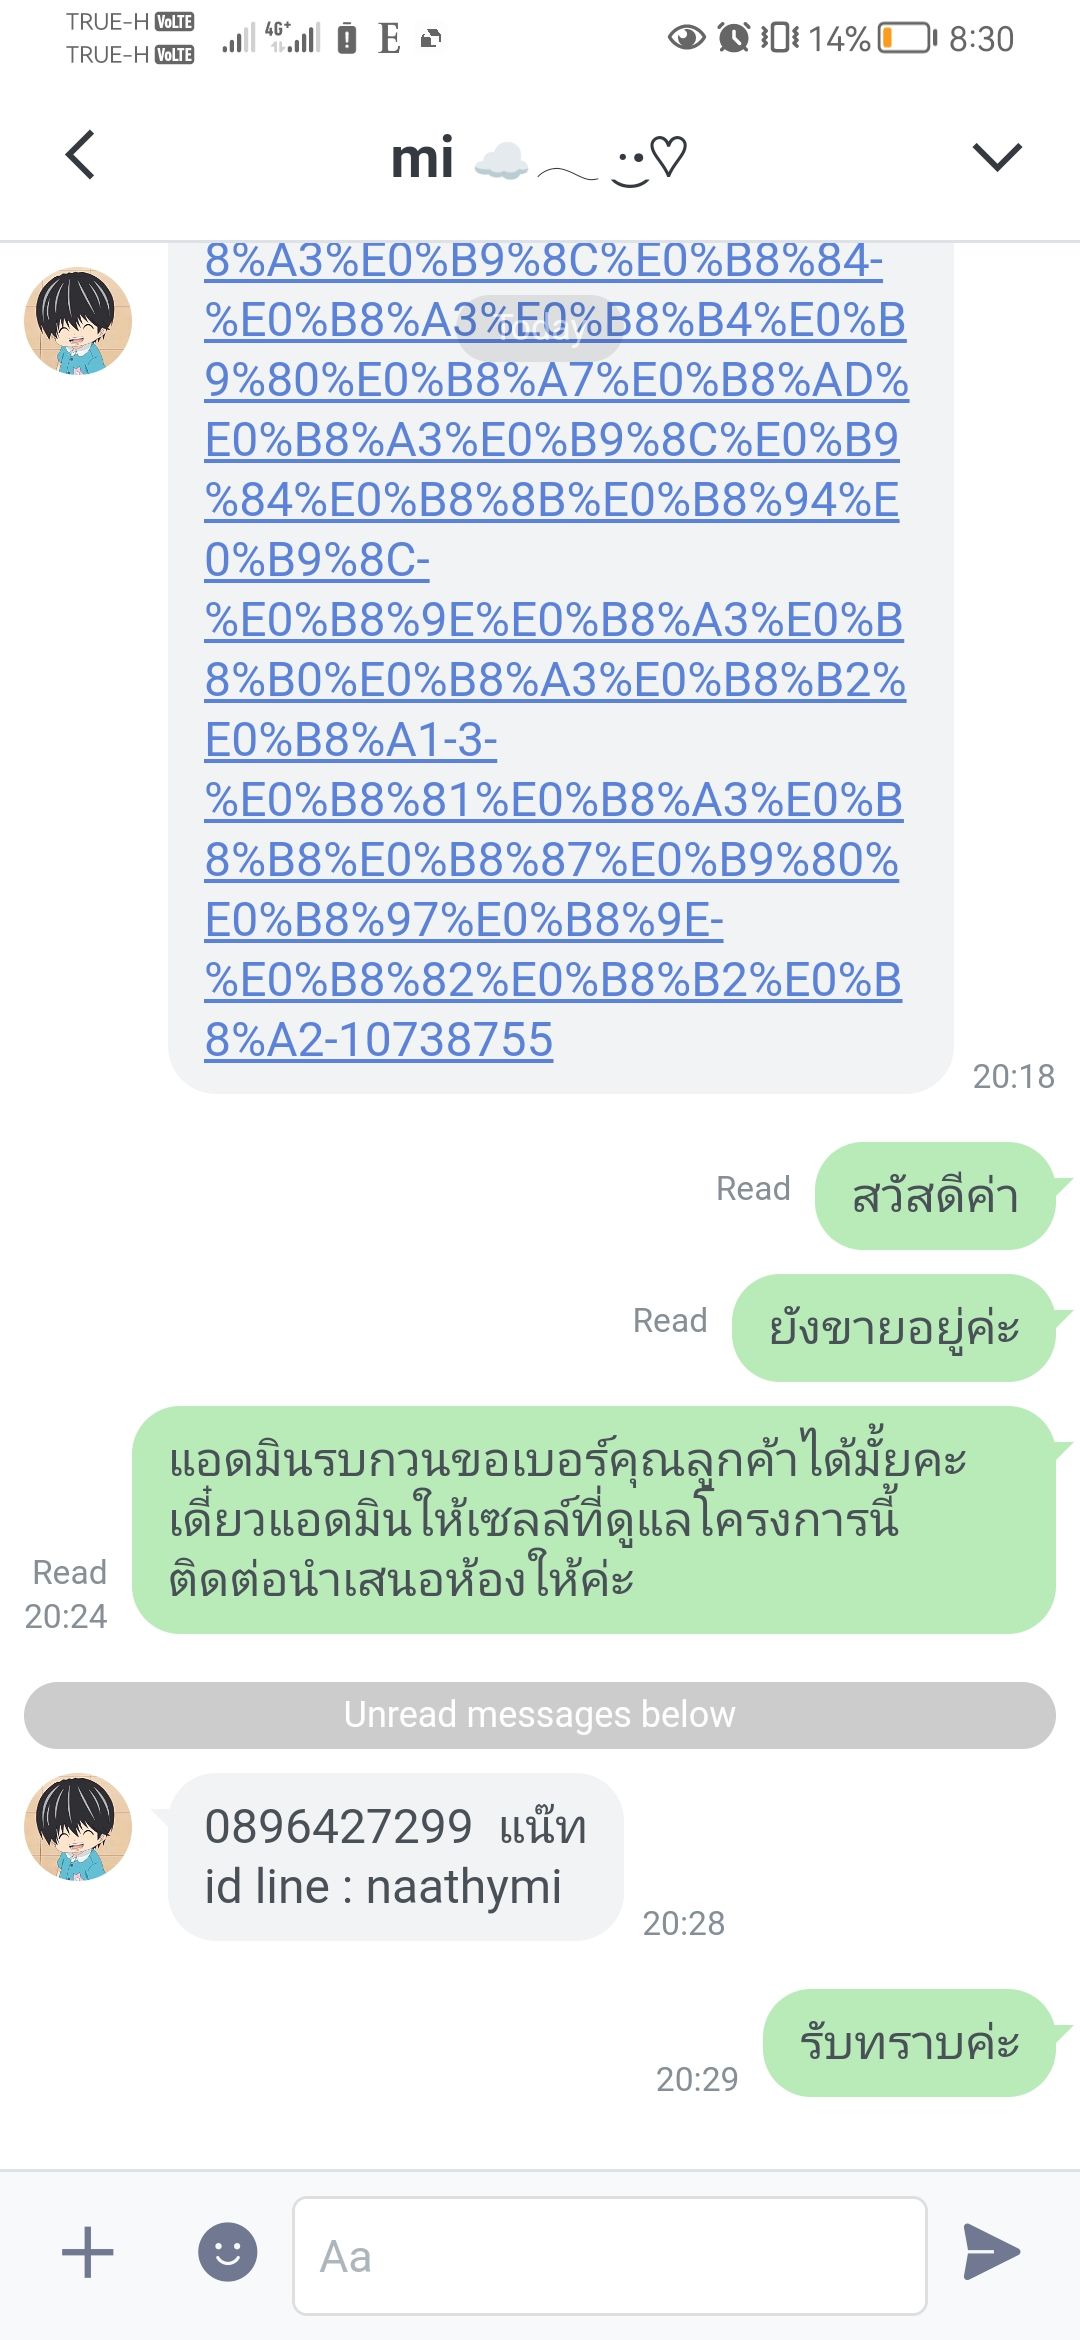 TRUE-H VoLTE
TRUE-H VoLTE
4G+
E
14%
8:30
mi ☁️
8%A3%E0%B9%8C%E0%B8%84-
%E0%B8%A3%E0%B8%B4%E0%B
Today
9%80%E0%B8%A7%E0%B8%AD%
E0%B8%A3%E0%B9%8C%E0%B9
%84%E0%B8%8B%E0%B8%94%E
0%B9%8C-
%E0%B8%9E%E0%B8%A3%E0%B
8%B0%E0%B8%A3%E0%B8%B2%
E0%B8%A1-3-
%E0%B8%81%E0%B8%A3%E0%B
8%B8%E0%B8%87%E0%B9%80%
E0%B8%97%E0%B8%9E-
%E0%B8%82%E0%B8%B2%E0%B
8%A2-10738755
20:18
Read
สวัสดีค่า
Read
ยังขายอยู่ค่ะ
แอดมินรบกวนขอเบอร์คุณลูกค้าได้มั้ยคะ
เดี๋ยวแอดมินให้เซลล์ที่ดูแลโครงการนี้
ติดต่อนำเสนอห้องให้ค่ะ
Read
20:24
Unread messages below
0896427299 แน๊ท
id line : naathymi
20:28
รับทราบค่ะ
20:29
Aa